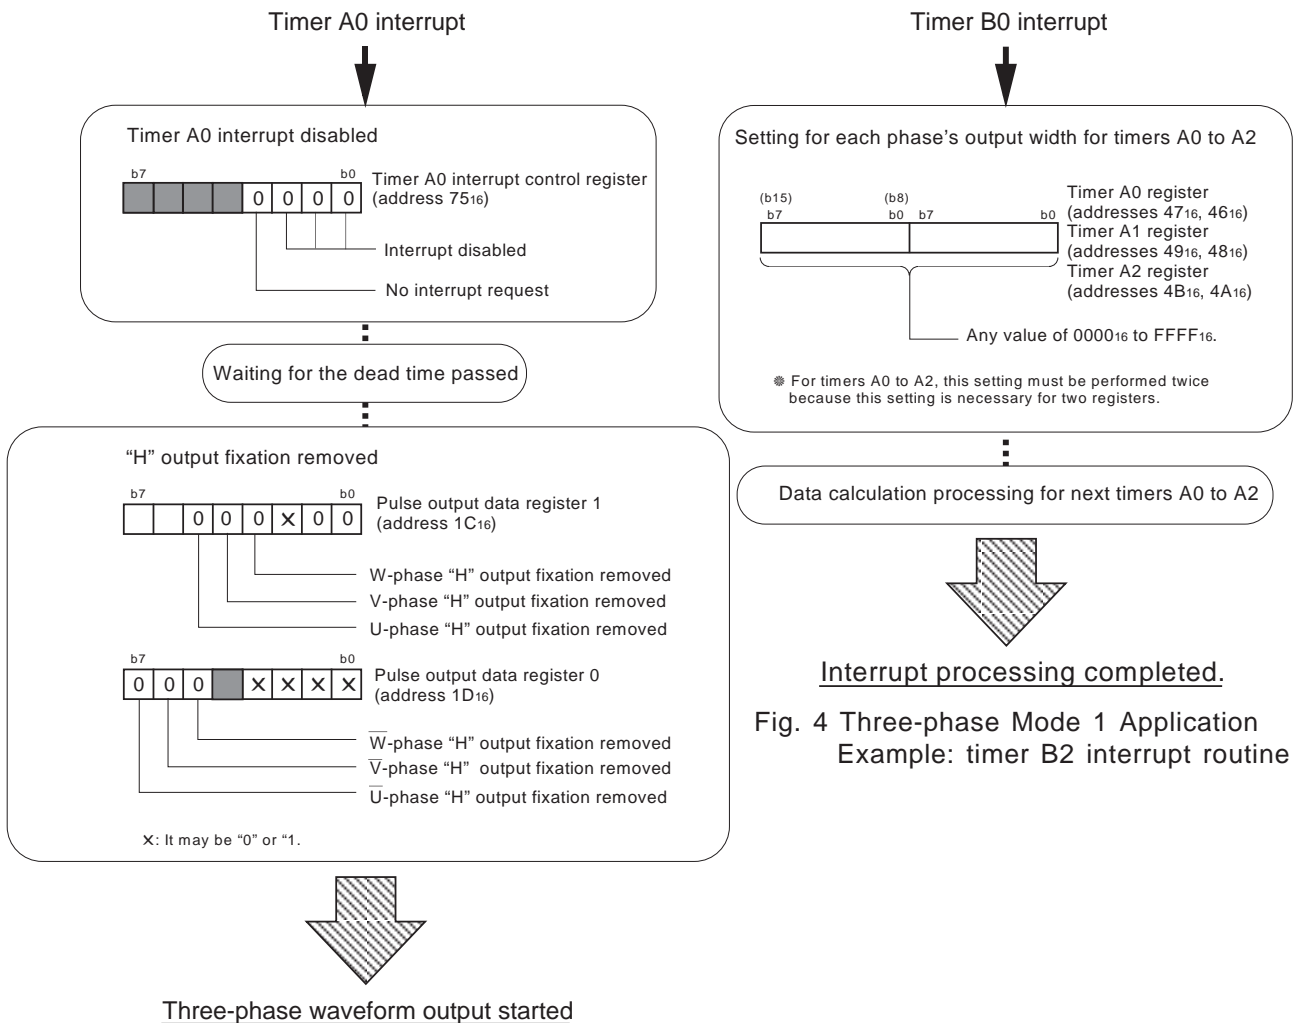 Timer A0 interrupt
Timer A0 interrupt disabled
b7 b0
0 0 0 0
Timer A0 interrupt control register
(address 7516)
Interrupt disabled
No interrupt request
Waiting for the dead time passed
“H” output fixation removed
b7 b0
0 0 0 × 0 0
Pulse output data register 1
(address 1C16)
W-phase “H” output fixation removed
V-phase “H” output fixation removed
U-phase “H” output fixation removed
b7 b0
0 0 0 × × × ×
Pulse output data register 0
(address 1D16)
W̅-phase “H” output fixation removed
V̅-phase “H” output fixation removed
U̅-phase “H” output fixation removed
×: It may be “0” or “1.
Three-phase waveform output started
Timer B0 interrupt
Setting for each phase’s output width for timers A0 to A2
(b15) (b8)
b7 b0 b7 b0
Timer A0 register
(addresses 4716, 4616)
Timer A1 register
(addresses 4916, 4816)
Timer A2 register
(addresses 4B16, 4A16)
Any value of 000016 to FFFF16.
✽ For timers A0 to A2, this setting must be performed twice
because this setting is necessary for two registers.
Data calculation processing for next timers A0 to A2
Interrupt processing completed.
Fig. 4 Three-phase Mode 1 Application
Example: timer B2 interrupt routine